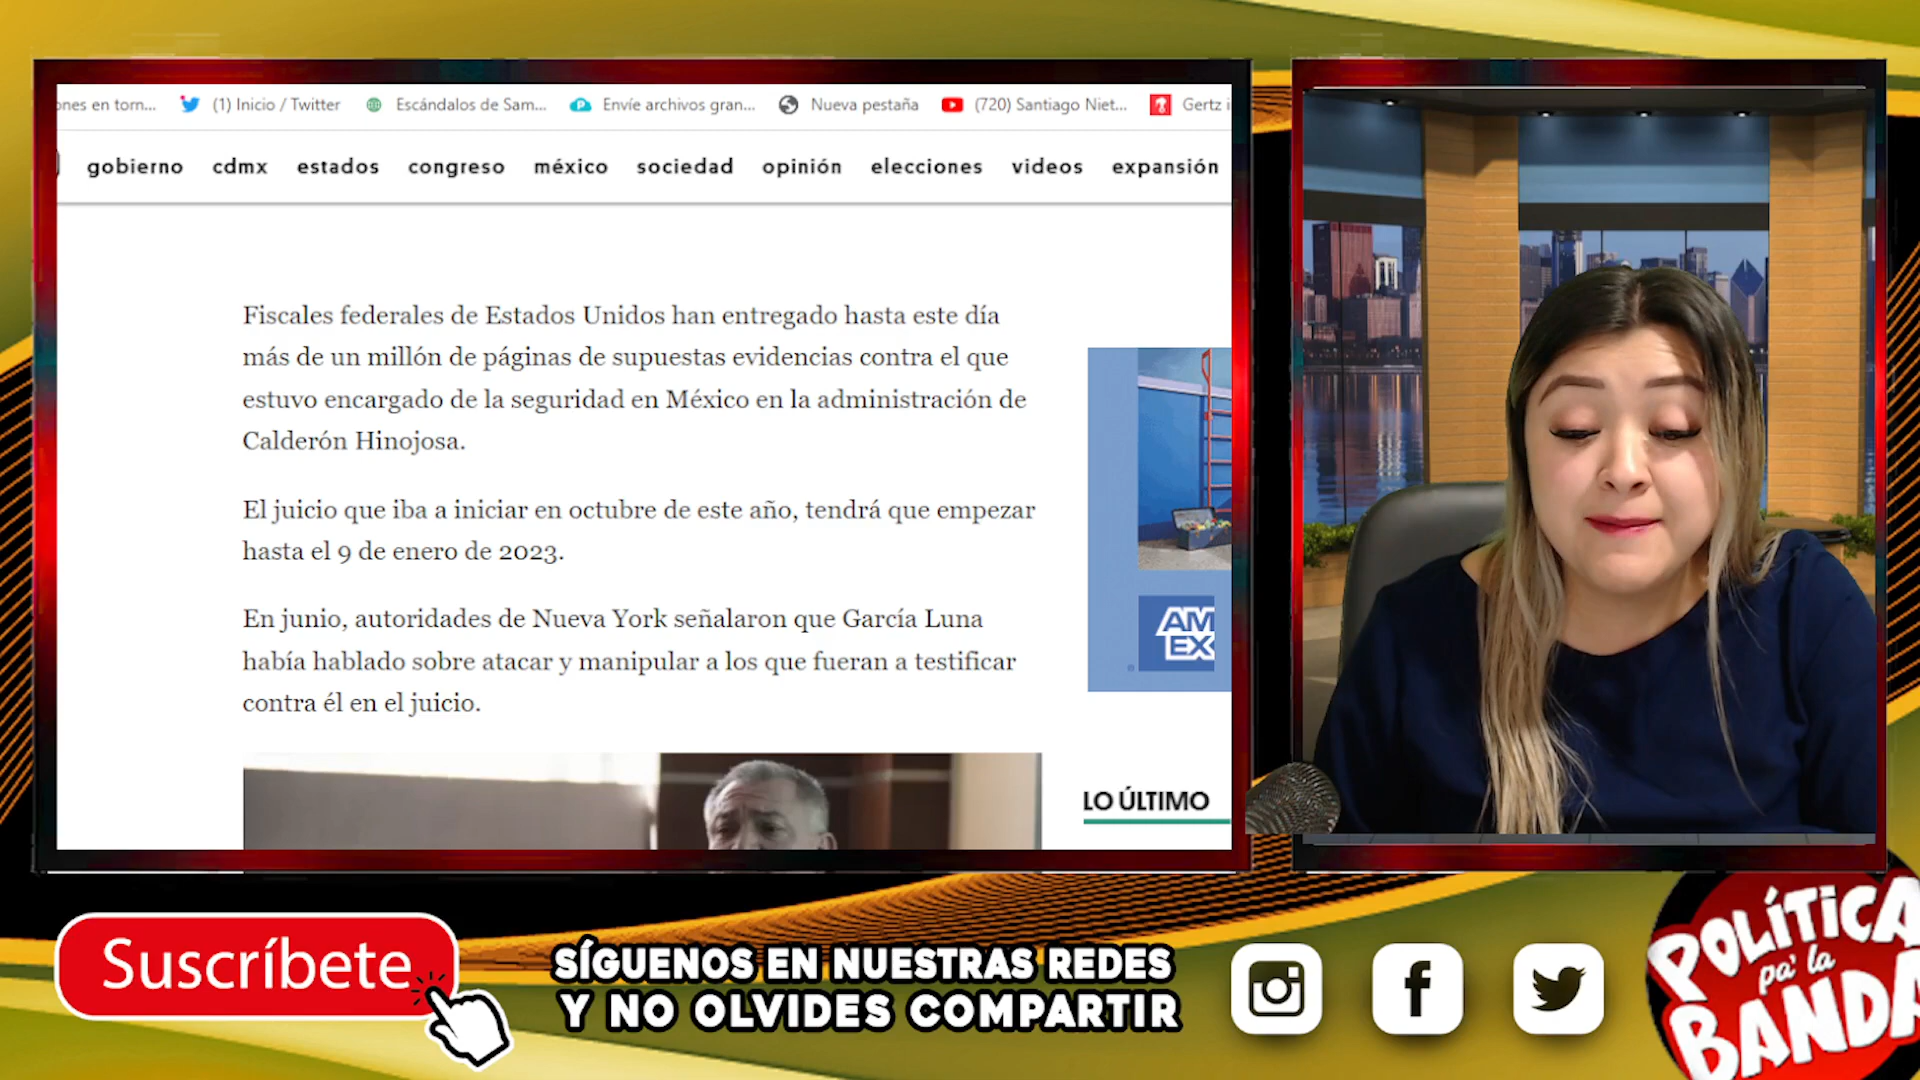 ones en torn...
(1) Inicio / Twitter
Escándalos de Sam...
Envíe archivos gran...
Nueva pestaña
(720) Santiago Niet...
Gertz i
gobierno cdmx estados congreso méxico sociedad opinión elecciones videos expansión
Fiscales federales de Estados Unidos han entregado hasta este día
más de un millón de páginas de supuestas evidencias contra el que
estuvo encargado de la seguridad en México en la administración de
Calderón Hinojosa.
El juicio que iba a iniciar en octubre de este año, tendrá que empezar
hasta el 9 de enero de 2023.
En junio, autoridades de Nueva York señalaron que García Luna
había hablado sobre atacar y manipular a los que fueran a testificar
contra él en el juicio.
AM
EX
LO ÚLTIMO
Suscríbete
SÍGUENOS EN NUESTRAS REDES
Y NO OLVIDES COMPARTIR
POLÍTICA
pa' la
BANDA